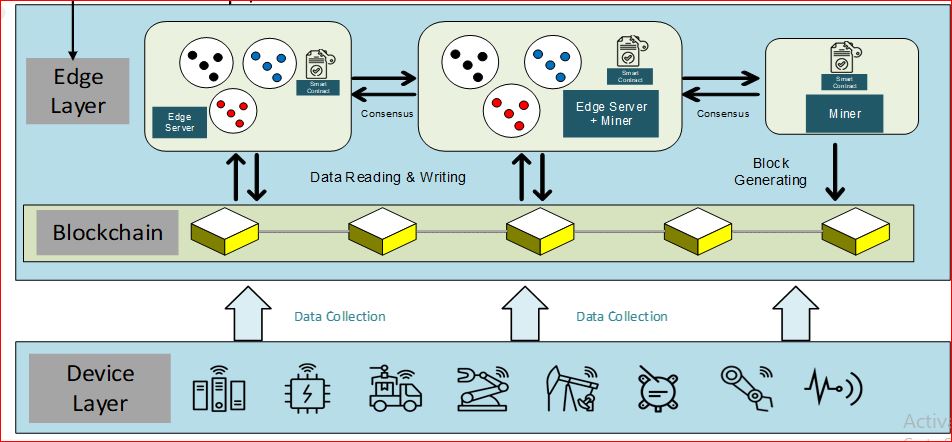 Edge
Layer
Edge
Server
Smart
Contract
Consensus
Smart
Contract
Edge Server
+ Miner
Consensus
Smart
Contract
Miner
Data Reading & Writing
Block
Generating
Blockchain
Data Collection
Data Collection
Device
Layer